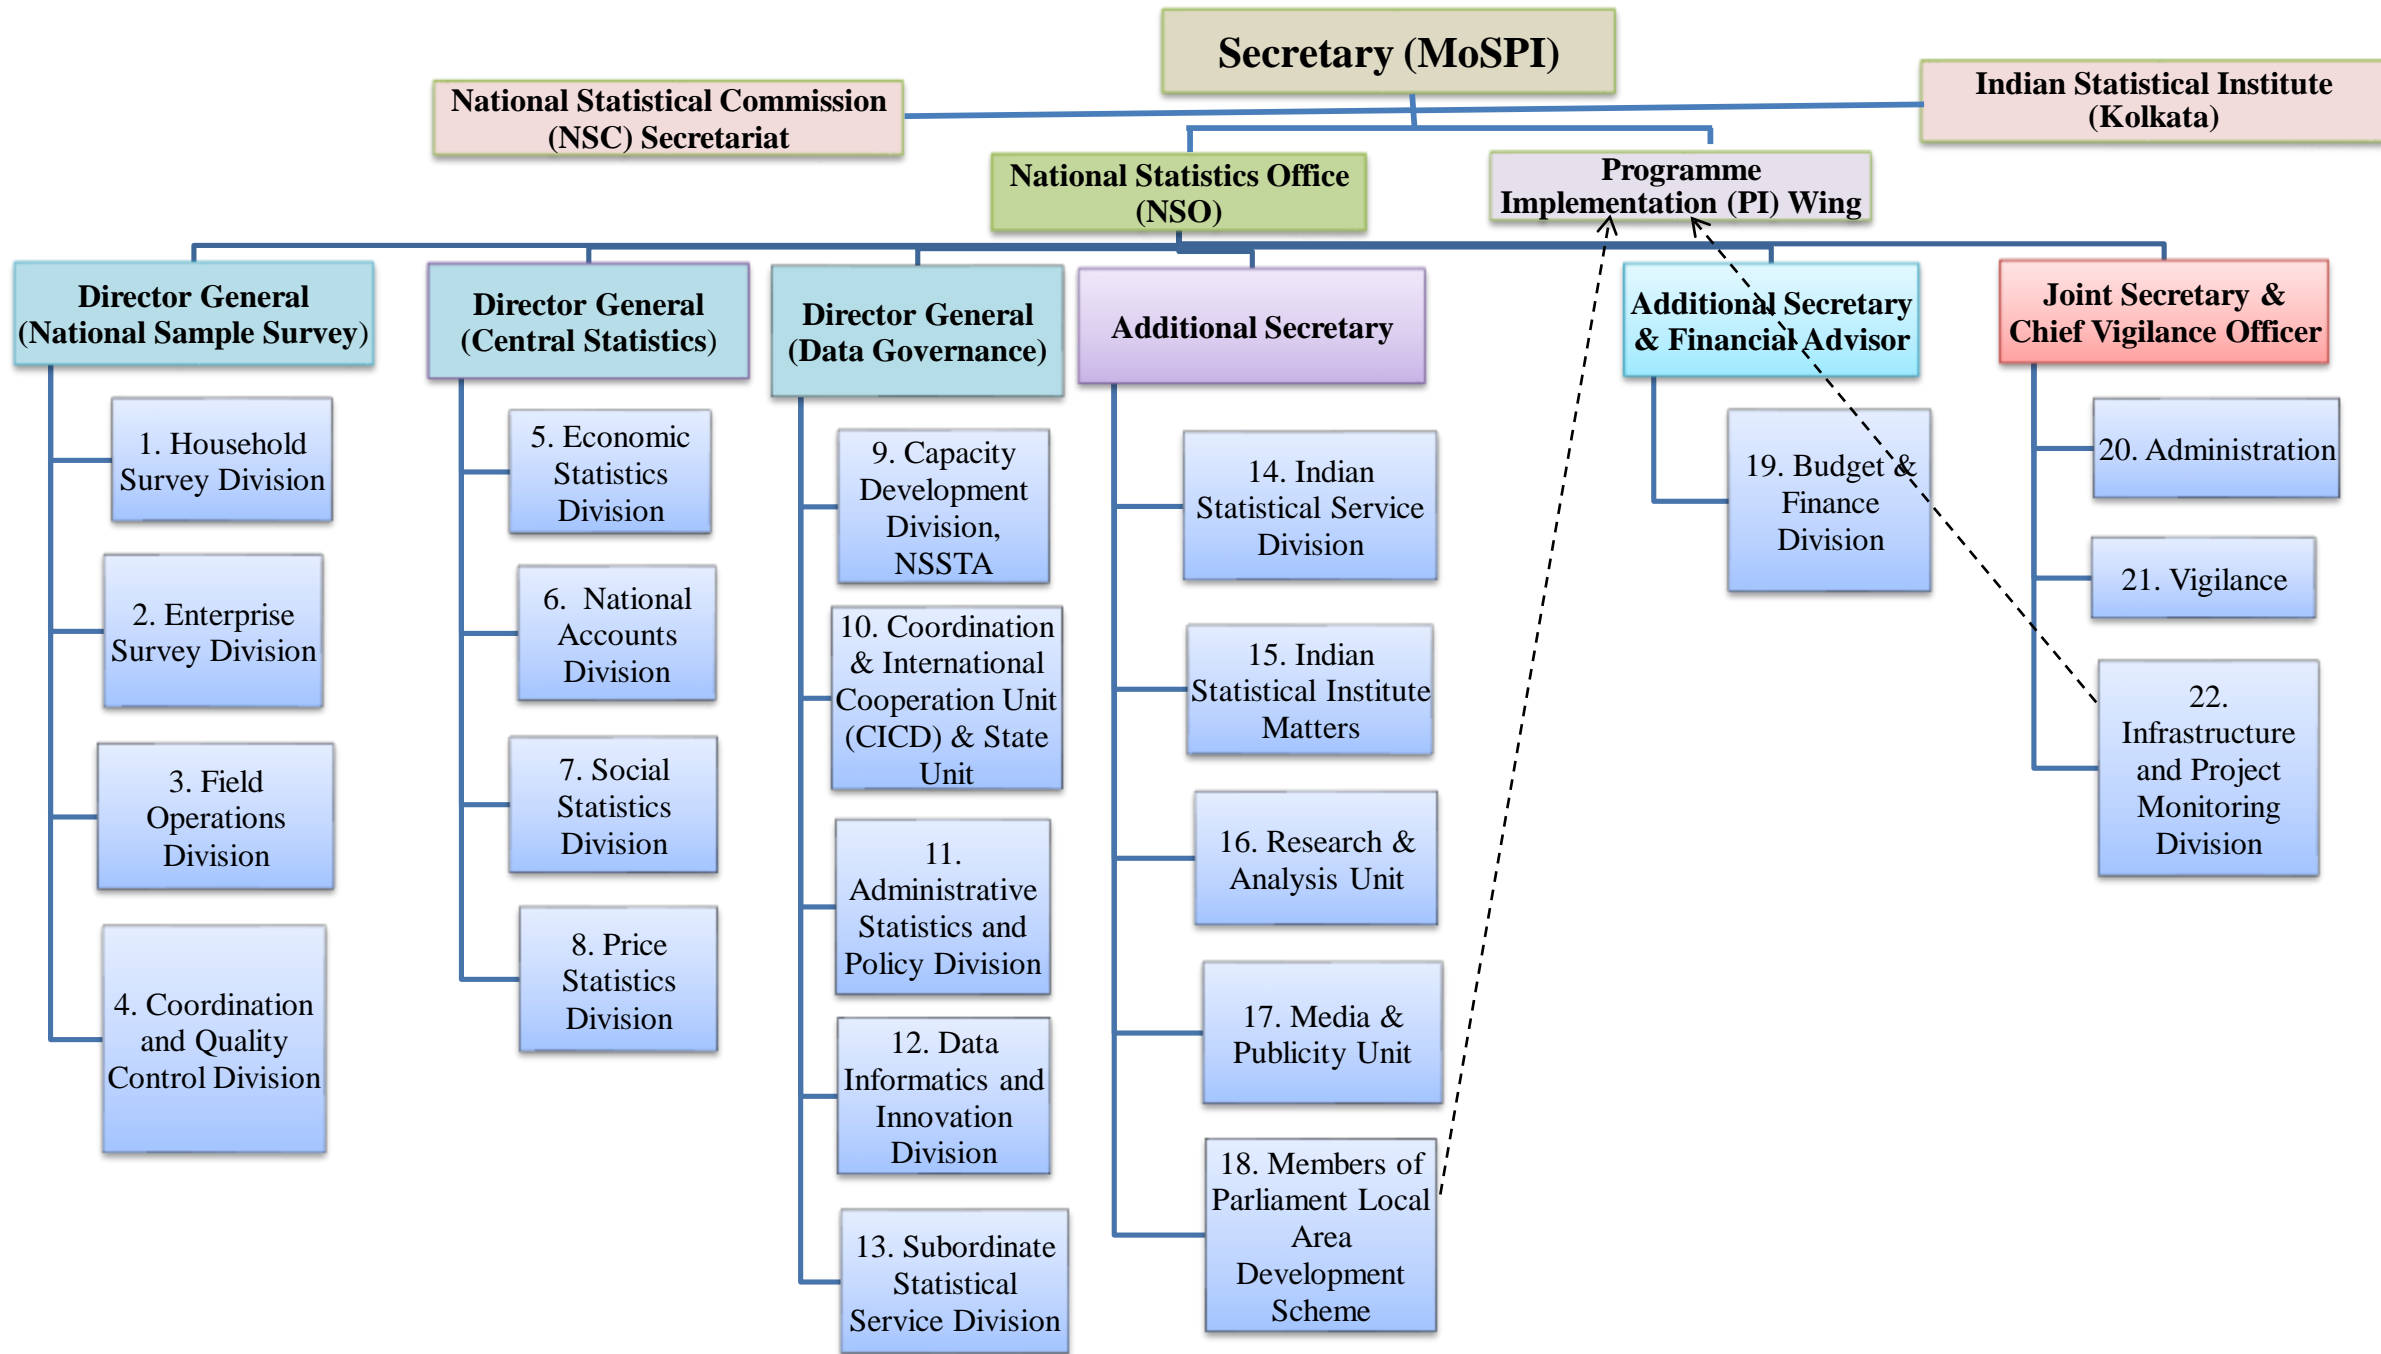 Secretary (MoSPI)
National Statistical Commission
(NSC) Secretariat
Indian Statistical Institute
(Kolkata)
National Statistics Office
(NSO)
Programme
Implementation (PI) Wing
Director General
(National Sample Survey)
Director General
(Central Statistics)
Director General
(Data Governance)
Additional Secretary
Additional Secretary
& Financial Advisor
Joint Secretary &
Chief Vigilance Officer
1. Household
Survey Division
2. Enterprise
Survey Division
3. Field
Operations
Division
4. Coordination
and Quality
Control Division
5. Economic
Statistics
Division
6.  National
Accounts
Division
7. Social
Statistics
Division
8. Price
Statistics
Division
9. Capacity
Development
Division,
NSSTA
10. Coordination
& International
Cooperation Unit
(CICD) & State
Unit
11.
Administrative
Statistics and
Policy Division
12. Data
Informatics and
Innovation
Division
13. Subordinate
Statistical
Service Division
14. Indian
Statistical Service
Division
15. Indian
Statistical Institute
Matters
16. Research &
Analysis Unit
17. Media &
Publicity Unit
18. Members of
Parliament Local
Area
Development
Scheme
19. Budget &
Finance
Division
20. Administration
21. Vigilance
22.
Infrastructure
and Project
Monitoring
Division